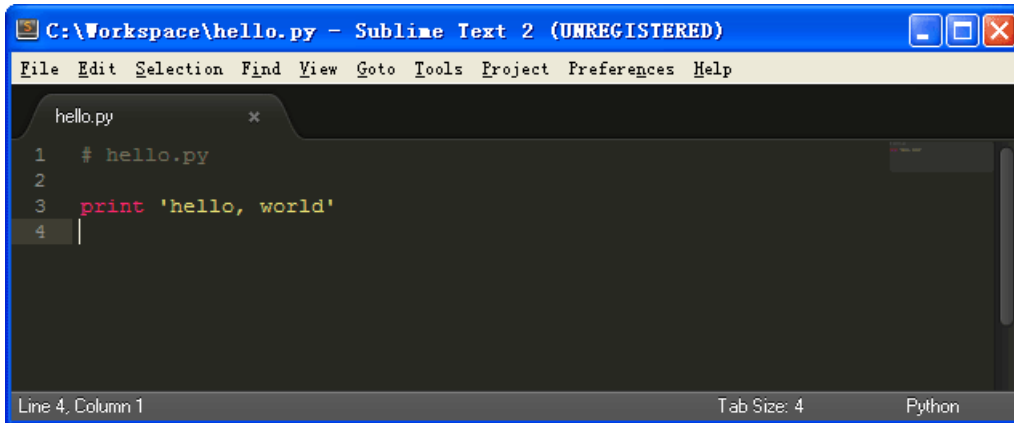 C:\Workspace\hello.py - Sublime Text 2 (UNREGISTERED)
File Edit Selection Find View Goto Tools Project Preferences Help
hello.py ×
1 # hello.py
2
3 print 'hello, world'
4
Line 4, Column 1 Tab Size: 4 Python